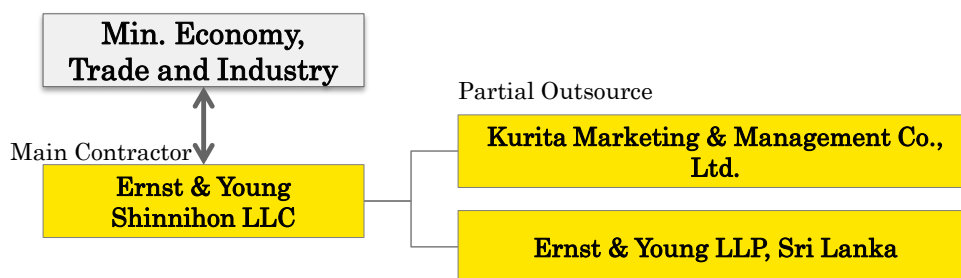 Min. Economy,
Trade and Industry
Partial Outsource
Main Contractor
Kurita Marketing & Management Co.,
Ltd.
Ernst & Young
Shinnihon LLC
Ernst & Young LLP, Sri Lanka